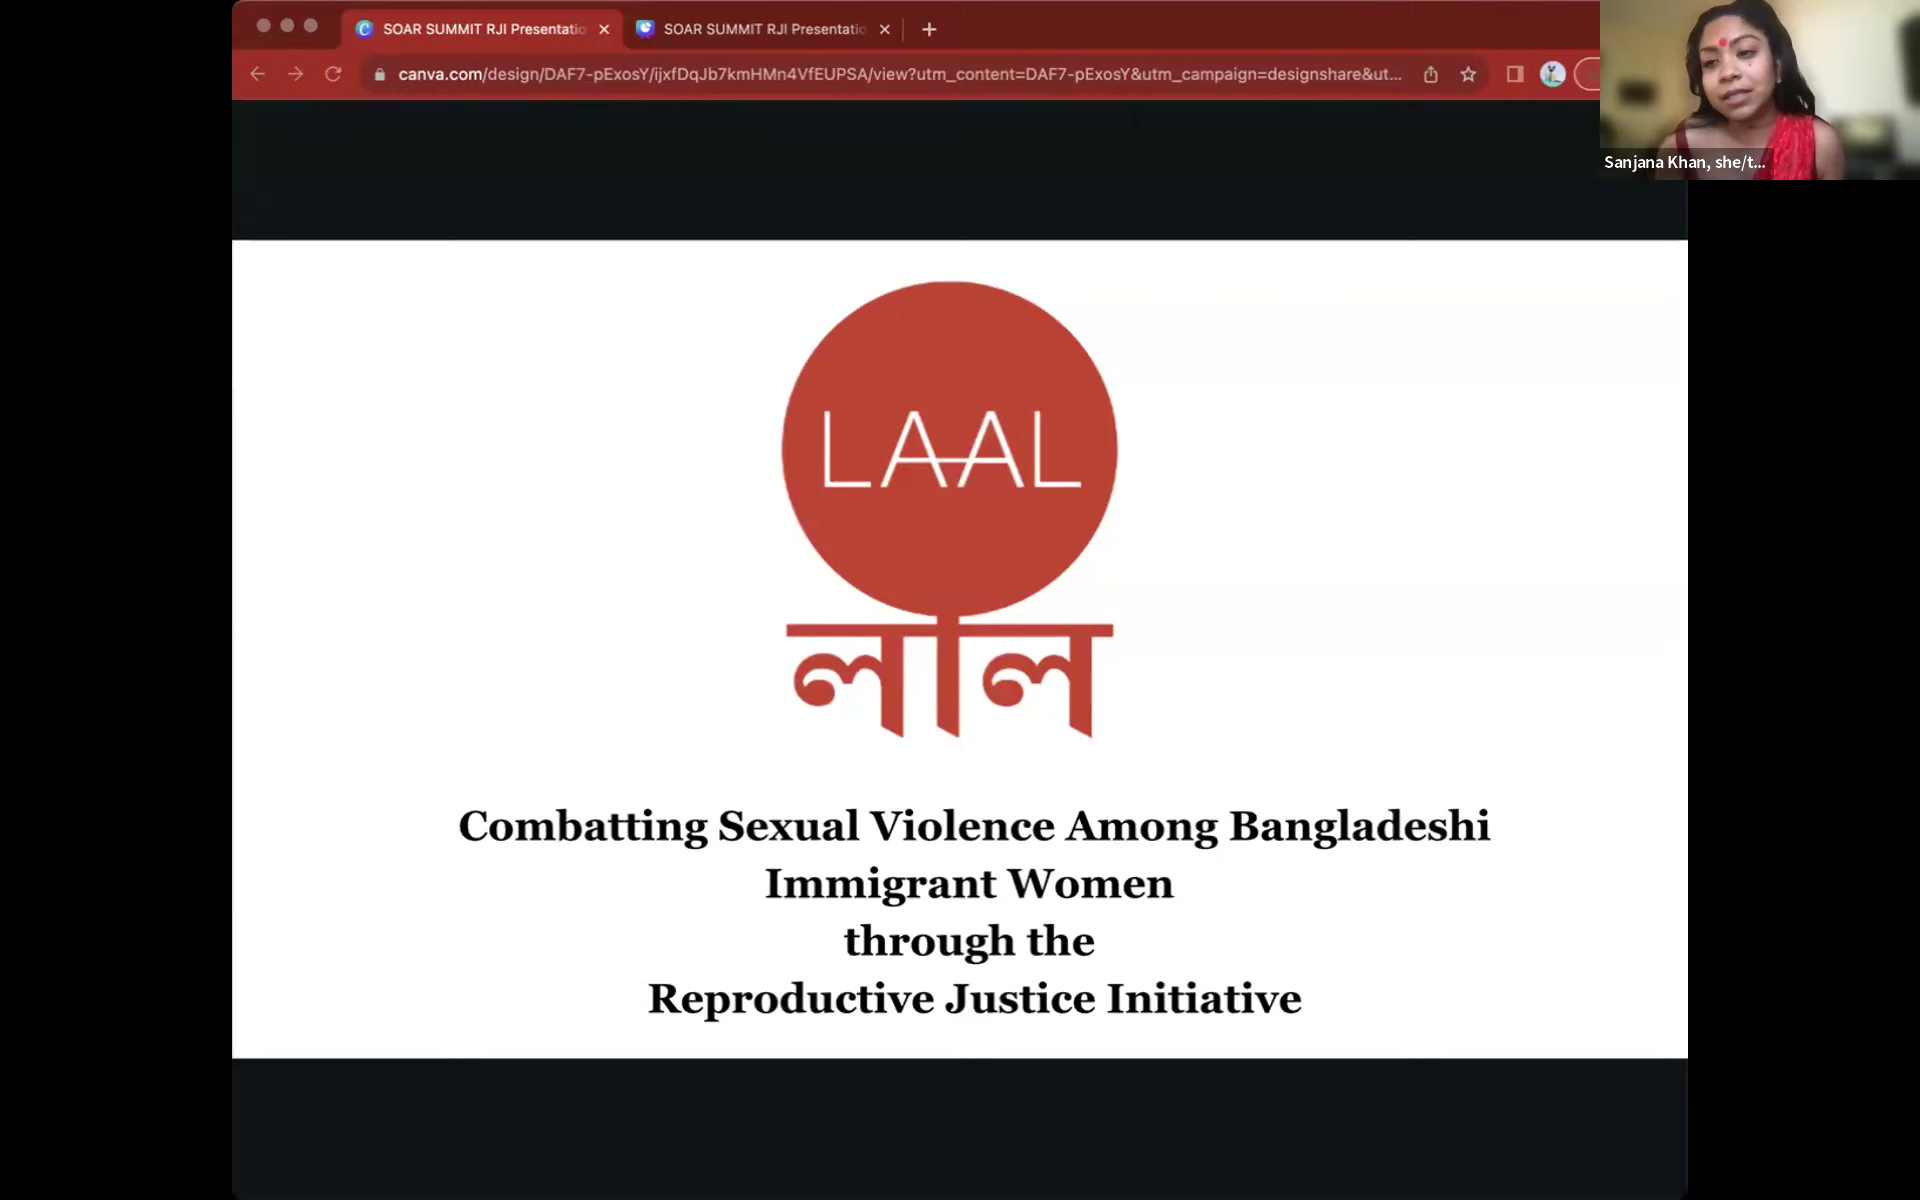 SOAR SUMMIT RJI Presentatio
SOAR SUMMIT RJI Presentatio
canva.com/design/DAF7-pExosY/ijxfDqJb7kmHMn4VfEUPSA/view?utm_content=DAF7-pExosY&utm_campaign=designshare&ut...
Sanjana Khan, she/t...
LAAL
লাল
Combatting Sexual Violence Among Bangladeshi
Immigrant Women
through the
Reproductive Justice Initiative